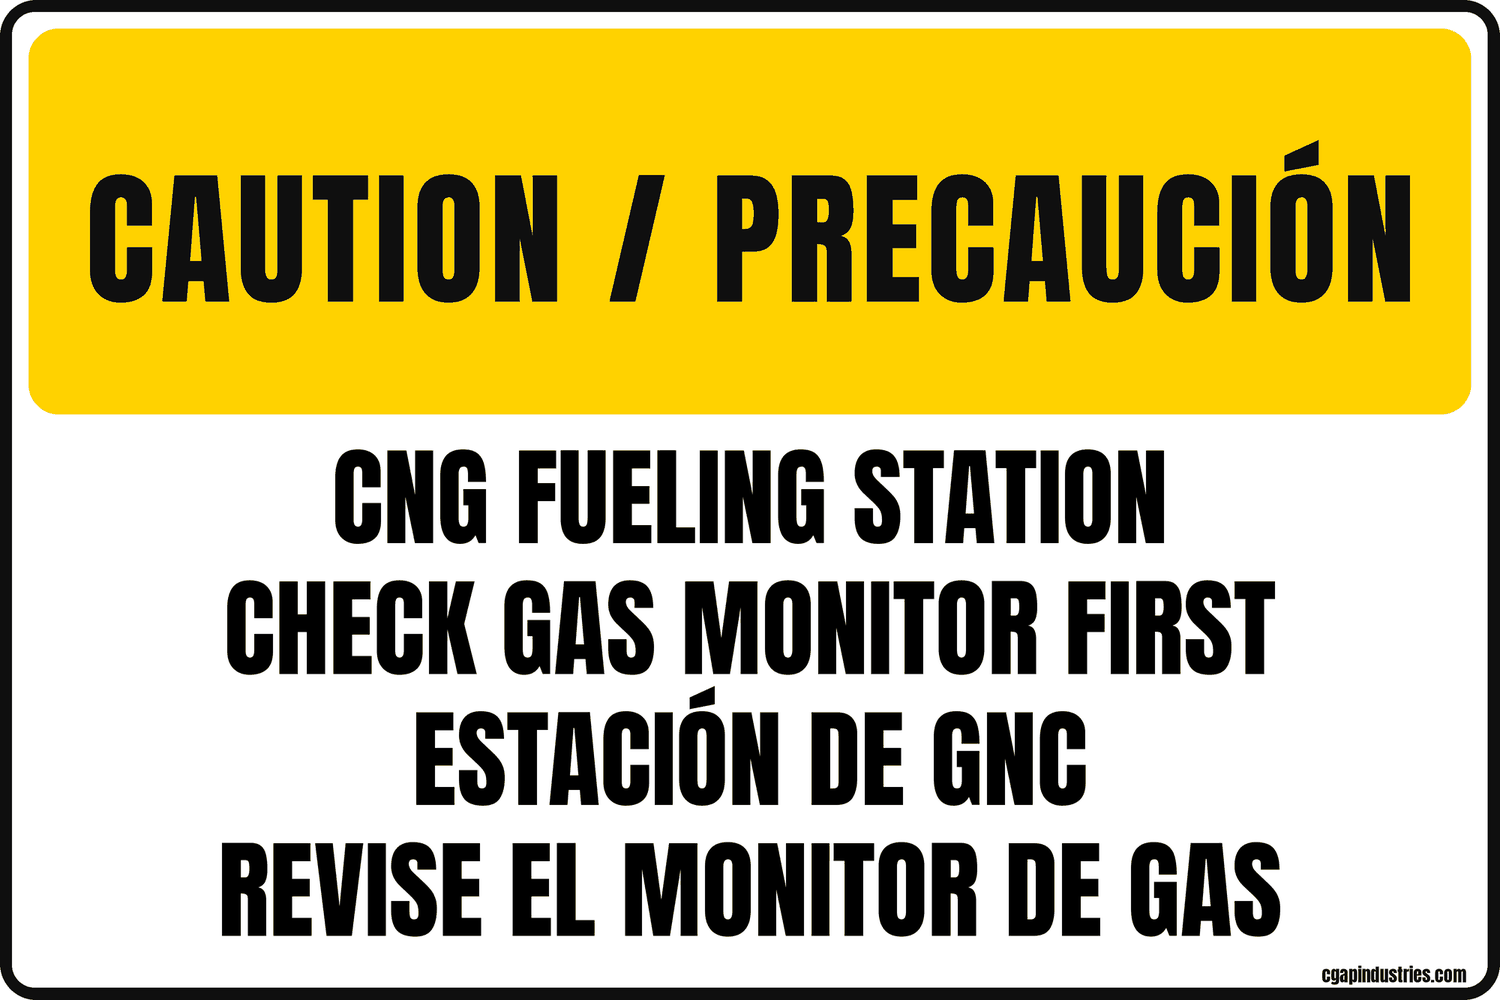 CAUTION / PRECAUCIÓN
CNG FUELING STATION
CHECK GAS MONITOR FIRST
ESTACIÓN DE GNC
REVISE EL MONITOR DE GAS
cgapindustries.com